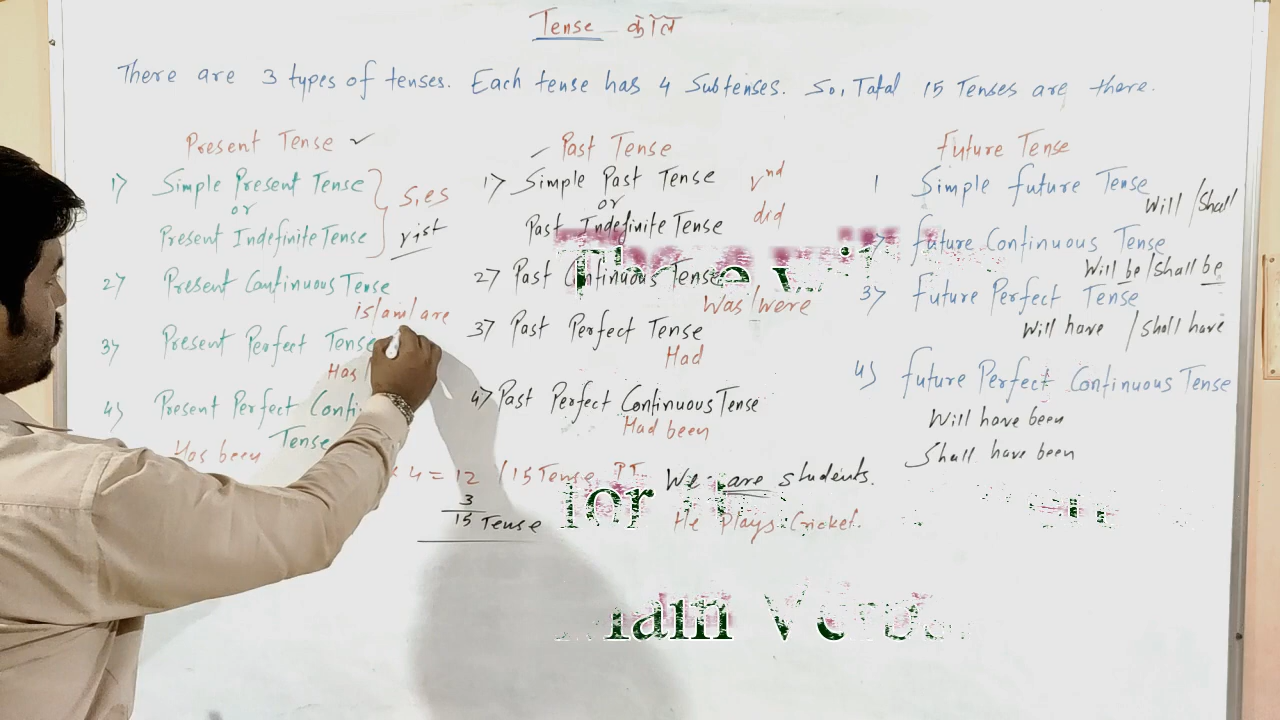 Tense काल
There are 3 types of tenses. Each tense has 4 Subtenses. So, Total 15 Tenses are there.
Present Tense ✓
1) Simple Present Tense
or
Present Indefinite Tense
s, es
v1st
2) Present Continuous Tense
is/am/are
3) Present Perfect Tense
Has
4) Present Perfect Conti
Tense
Has been
Past Tense
1) Simple Past Tense
or
Past Indefinite Tense
vnd
did
2) Past Continuous Tense
Was/were
3) Past Perfect Tense
Had
4) Past Perfect Continuous Tense
Had been
Future Tense
1 Simple future Tense
Will/Shall
future Continuous Tense
Will be/Shall be
3) Future Perfect Tense
Will have / Shall have
4) future Perfect Continuous Tense
Will have been
Shall have been
4 = 12 /15 Tense PT
3
15 Tense
We are students.
He Plays Cricket.
for